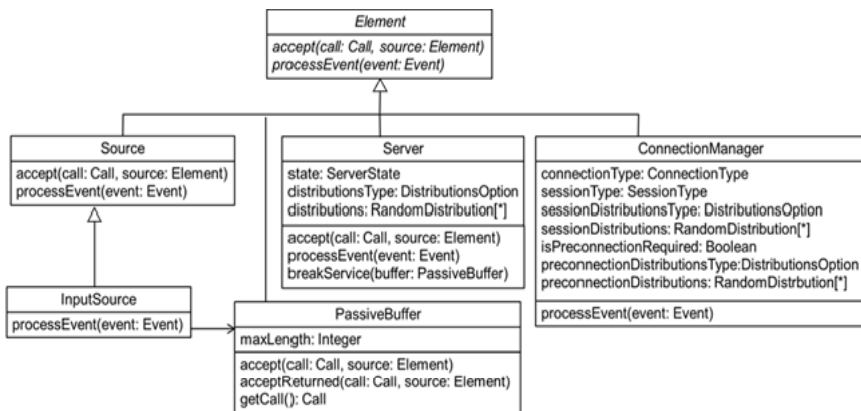 Element
accept(call: Call, source: Element)
processEvent(event: Event)
Source
accept(call: Call, source: Element)
processEvent(event: Event)
Server
state: ServerState
distributionsType: DistributionsOption
distributions: RandomDistribution[*]
accept(call: Call, source: Element)
processEvent(event: Event)
breakService(buffer: PassiveBuffer)
ConnectionManager
connectionType: ConnectionType
sessionType: SessionType
sessionDistributionsType: DistributionsOption
sessionDistributions: RandomDistribution[*]
isPreconnectionRequired: Boolean
preconnectionDistributionsType:DistributionsOption
preconnectionDistributions: RandomDistrbution[*]
processEvent(event: Event)
InputSource
processEvent(event: Event)
PassiveBuffer
maxLength: Integer
accept(call: Call, source: Element)
acceptReturned(call: Call, source: Element)
getCall(): Call